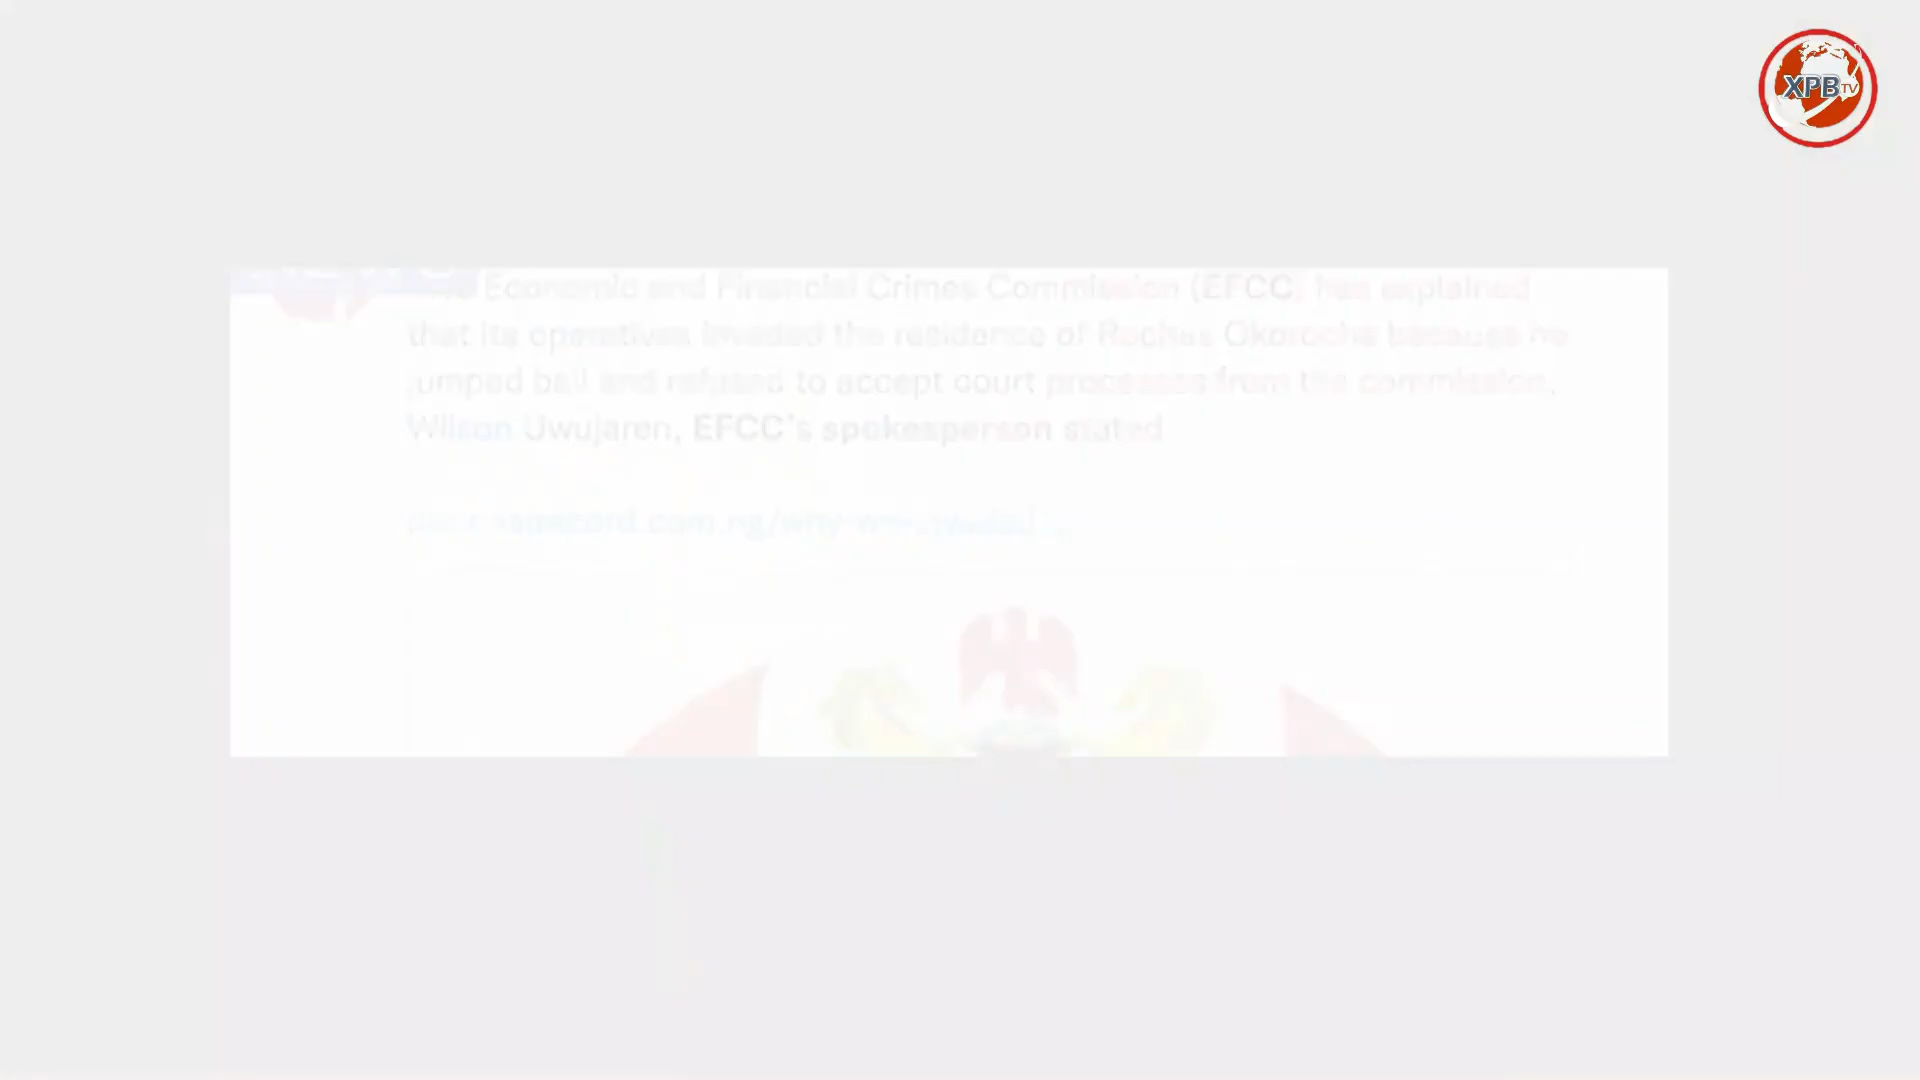 XPB TV
Economic and Financial Crimes Commission (EFCC) has explained
that its operatives invaded the residence of Rochas Okorocha because he
jumped bail and refused to accept court processes from the commission,
Wilson Uwujaren, EFCC's spokesperson stated